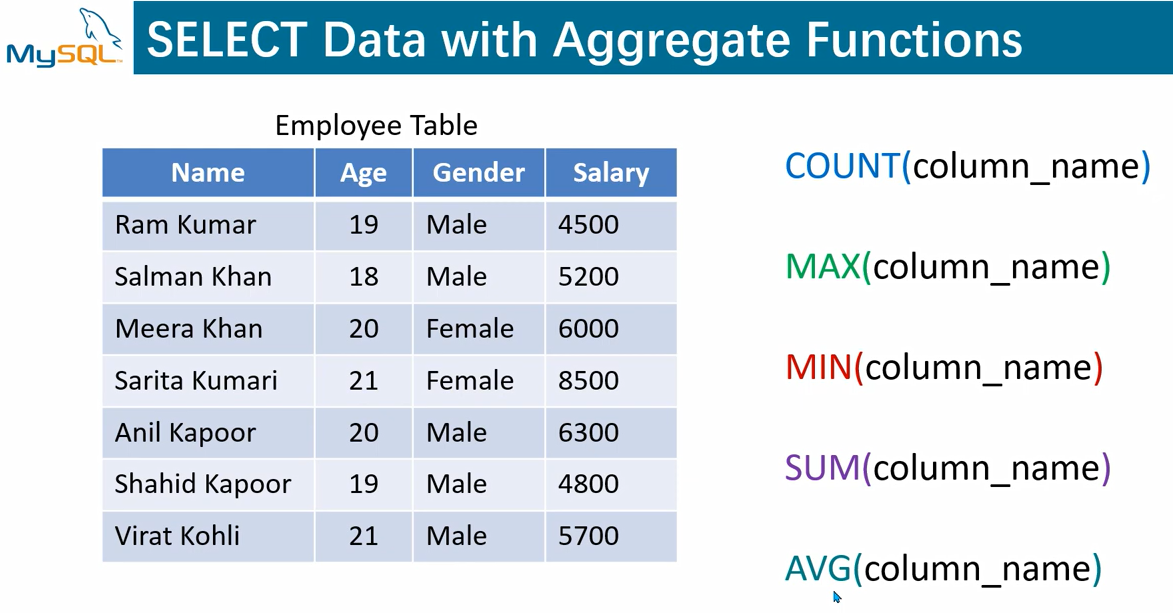 MySQL™
SELECT Data with Aggregate Functions
Employee Table
Name Age Gender Salary
Ram Kumar 19 Male 4500
Salman Khan 18 Male 5200
Meera Khan 20 Female 6000
Sarita Kumari 21 Female 8500
Anil Kapoor 20 Male 6300
Shahid Kapoor 19 Male 4800
Virat Kohli 21 Male 5700
COUNT(column_name)
MAX(column_name)
MIN(column_name)
SUM(column_name)
AVG(column_name)